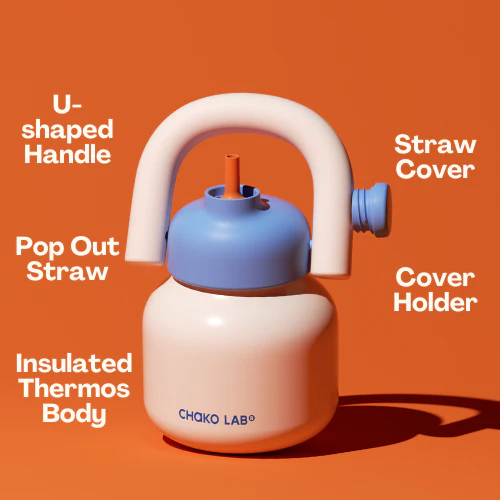 U-
shaped
Handle
Straw
Cover
Pop Out
Straw
Cover
Holder
Insulated
Thermos
Body
CHAKO LAB®